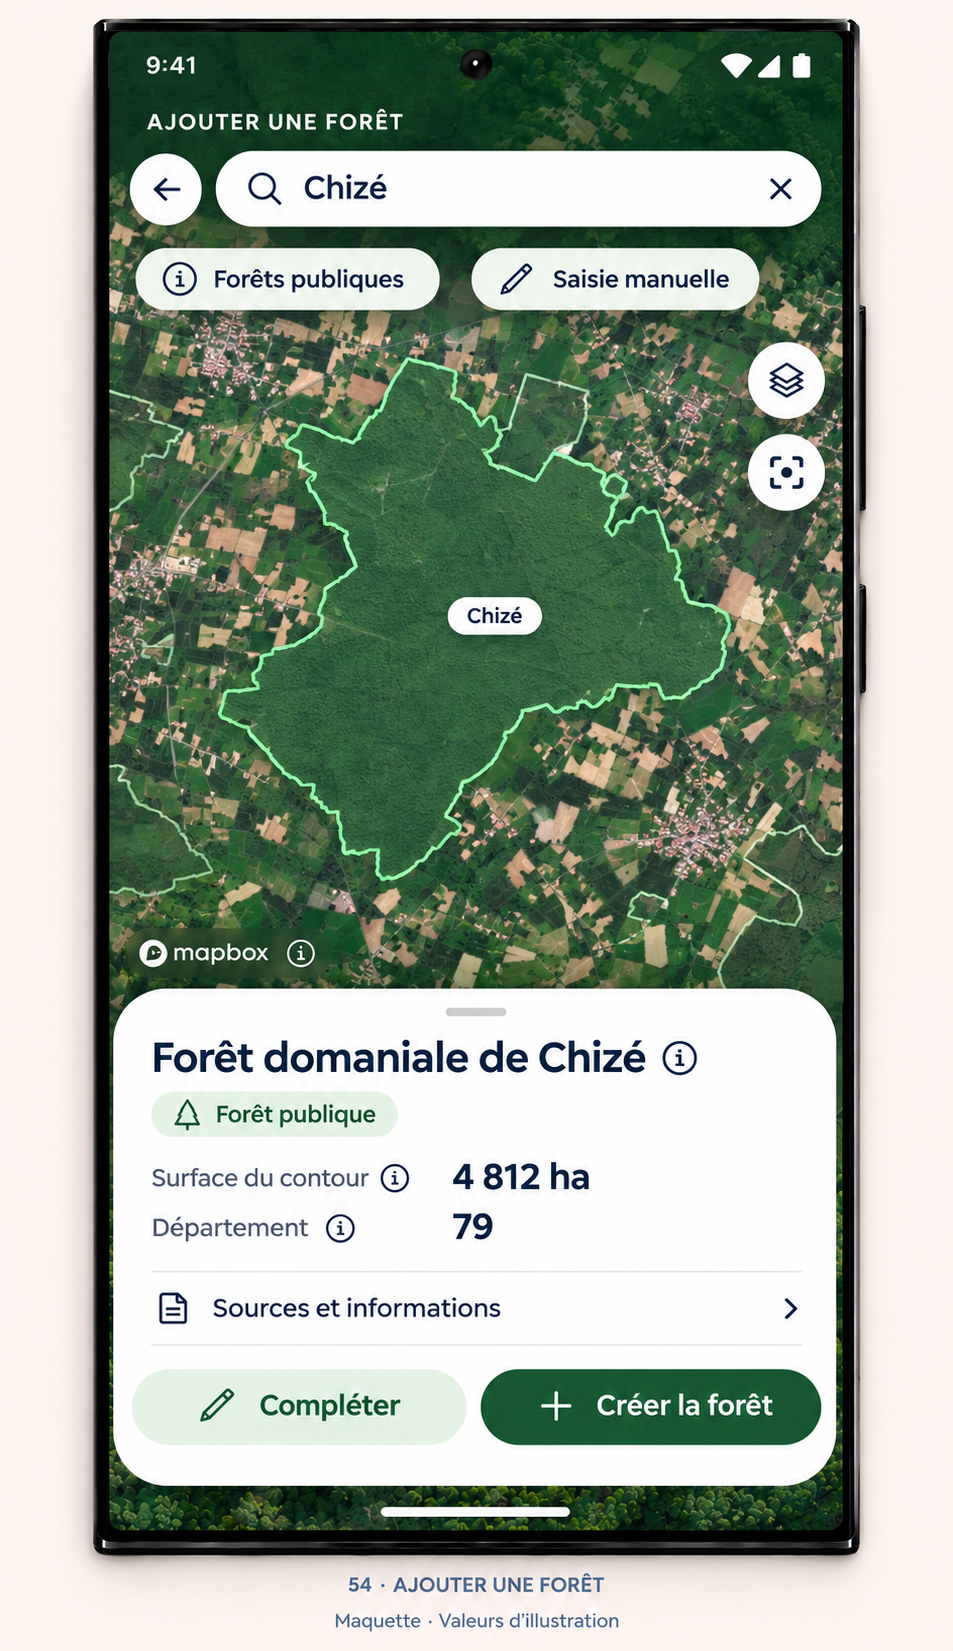 9:41
AJOUTER UNE FORÊT
Chizé
Forêts publiques
Saisie manuelle
Chizé
mapbox
Forêt domaniale de Chizé
Forêt publique
Surface du contour 4 812 ha
Département 79
Sources et informations
Compléter
Créer la forêt
54 · AJOUTER UNE FORÊT
Maquette · Valeurs d’illustration